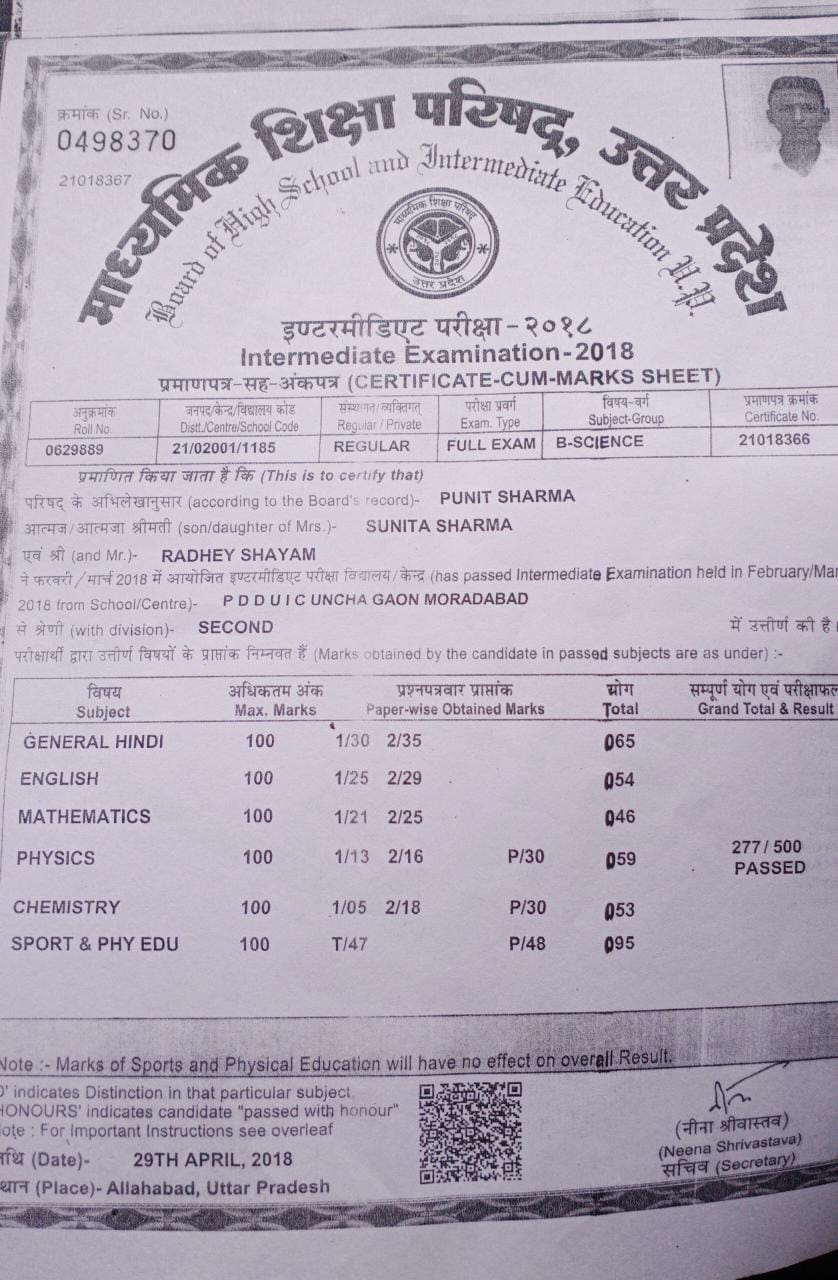 क्रमांक (Sr. No.)
0498370
21018367
माध्यमिक शिक्षा परिषद्, उत्तर प्रदेश
Board of High School and Intermediate Education U.P.
माध्यमिक शिक्षा परिषद
उत्तर प्रदेश
इण्टरमीडिएट परीक्षा-२०१८
Intermediate Examination-2018
प्रमाणपत्र-सह-अंकपत्र (CERTIFICATE-CUM-MARKS SHEET)
अनुक्रमांक जनपद/केन्द्र/विद्यालय कोड संस्थागत/व्यक्तिगत् परीक्षा प्रवर्ग विषय-वर्ग प्रमाणपत्र क्रमांक
Roll No. Distt./Centre/School Code Regular / Private Exam. Type Subject-Group Certificate No.
0629889 21/02001/1185 REGULAR FULL EXAM B-SCIENCE 21018366
प्रमाणित किया जाता है कि (This is to certify that)
परिषद् के अभिलेखानुसार (according to the Board's record)- PUNIT SHARMA
आत्मज/आत्मजा श्रीमती (son/daughter of Mrs.)- SUNITA SHARMA
एवं श्री (and Mr.)- RADHEY SHAYAM
ने फरवरी/मार्च 2018 में आयोजित इण्टरमीडिएट परीक्षा विद्यालय/केन्द्र (has passed Intermediate Examination held in February/Mar
2018 from School/Centre)- P D D U I C UNCHA GAON MORADABAD
से श्रेणी (with division)- SECOND में उत्तीर्ण की है।
परीक्षार्थी द्वारा उत्तीर्ण विषयों के प्राप्तांक निम्नवत हैं (Marks obtained by the candidate in passed subjects are as under) :-
विषय अधिकतम अंक प्रश्नपत्रवार प्राप्तांक योग सम्पूर्ण योग एवं परीक्षाफल
Subject Max. Marks Paper-wise Obtained Marks Total Grand Total & Result
GENERAL HINDI 100 1/30 2/35 065
ENGLISH 100 1/25 2/29 054
MATHEMATICS 100 1/21 2/25 046
PHYSICS 100 1/13 2/16 P/30 059 277/500
PASSED
CHEMISTRY 100 1/05 2/18 P/30 053
SPORT & PHY EDU 100 T/47 P/48 095
Note :- Marks of Sports and Physical Education will have no effect on overall Result.
D' indicates Distinction in that particular subject,
HONOURS' indicates candidate "passed with honour"
Note : For Important Instructions see overleaf
तिथि (Date)- 29TH APRIL, 2018
स्थान (Place)- Allahabad, Uttar Pradesh
(नीना श्रीवास्तव)
(Neena Shrivastava)
सचिव (Secretary)